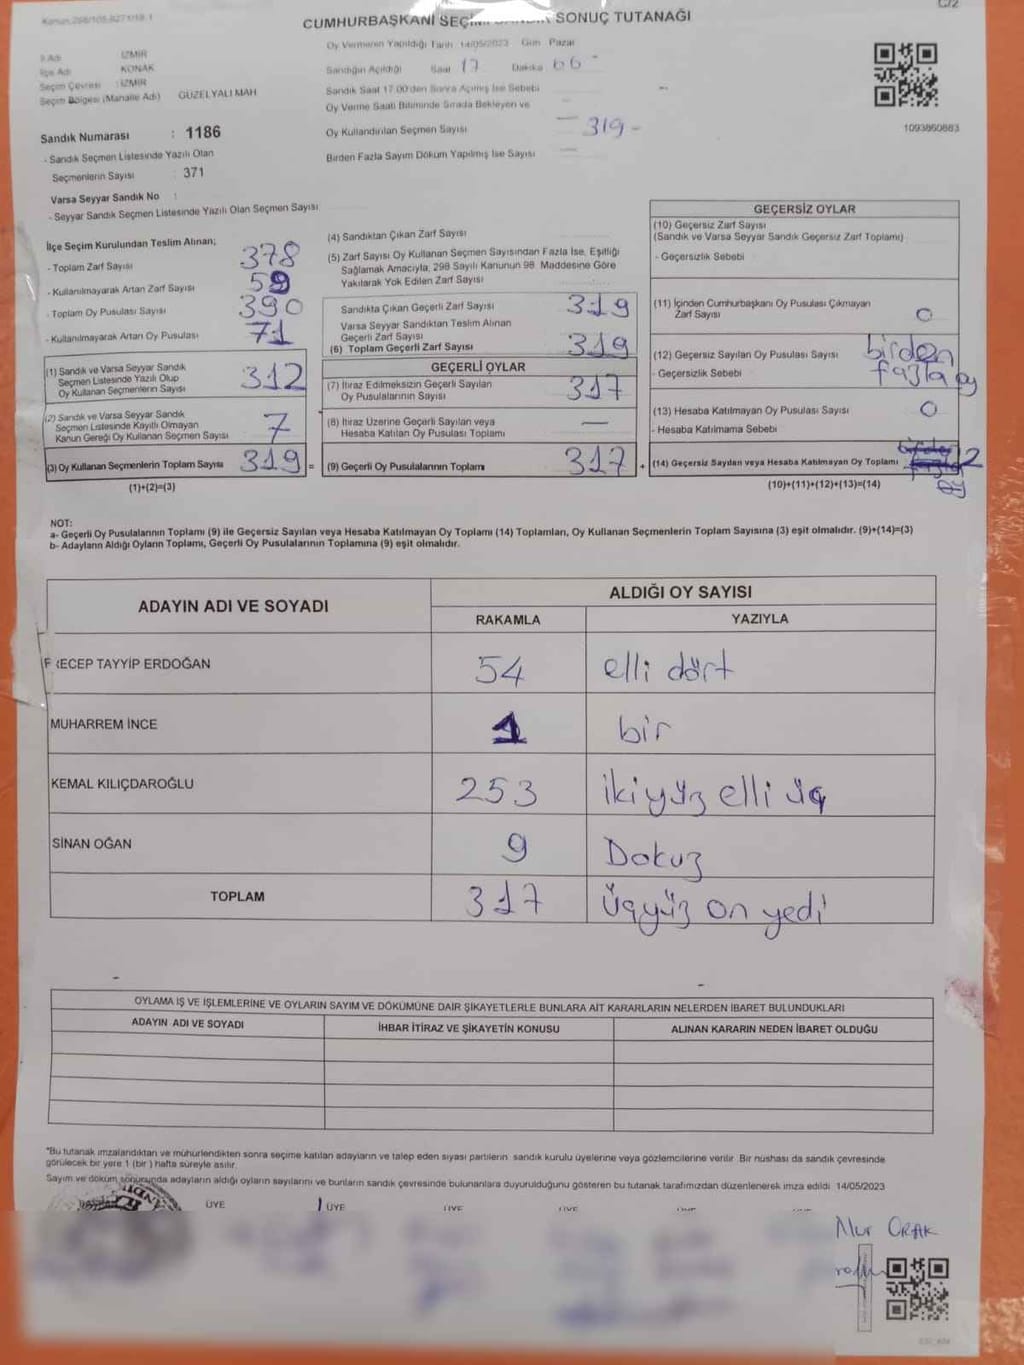 CUMHURBAŞKANI SEÇİMİ SANDIK SONUÇ TUTANAĞI
C/2
İli Adı İZMİR
İlçe Adı KONAK
Seçim Çevresi : İZMİR
Seçim Bölgesi (Mahalle Adı) GÜZELYALI MAH
Oy Vermenin Yapıldığı Tarih 14/05/2023 Gün Pazar
Sandığın Açıldığı Saat 17 Dakika
Sandık Saat 17.00'den Sonra Açılmış İse Sebebi
Oy Verme Saati Bitiminde Sırada Bekleyen ve
Oy Kullandırılan Seçmen Sayısı 319-
Birden Fazla Sayım Döküm Yapılmış İse Sayısı
1093860883
Sandık Numarası : 1186
- Sandık Seçmen Listesinde Yazılı Olan
Seçmenlerin Sayısı : 371
Varsa Seyyar Sandık No :
- Seyyar Sandık Seçmen Listesinde Yazılı Olan Seçmen Sayısı
İlçe Seçim Kurulundan Teslim Alınan;
- Toplam Zarf Sayısı 378
- Kullanılmayarak Artan Zarf Sayısı 59
- Toplam Oy Pusulası Sayısı 390
- Kullanılmayarak Artan Oy Pusulası 71
(1) Sandık ve Varsa Seyyar Sandık
Seçmen Listesinde Yazılı Olup
Oy Kullanan Seçmenlerin Sayısı 312
(2) Sandık ve Varsa Seyyar Sandık
Seçmen Listesinde Kayıtlı Olmayan
Kanun Gereği Oy Kullanan Seçmen Sayısı 7
(3) Oy Kullanan Seçmenlerin Toplam Sayısı 319 =
(1)+(2)=(3)
(4) Sandıktan Çıkan Zarf Sayısı
(5) Zarf Sayısı Oy Kullanan Seçmen Sayısından Fazla İse, Eşitliği
Sağlamak Amacıyla, 298 Sayılı Kanunun 98. Maddesine Göre
Yakılarak Yok Edilen Zarf Sayısı
Sandıkta Çıkan Geçerli Zarf Sayısı 319
Varsa Seyyar Sandıktan Teslim Alınan
Geçerli Zarf Sayısı
(6) Toplam Geçerli Zarf Sayısı 319
GEÇERLİ OYLAR
(7) İtiraz Edilmeksizin Geçerli Sayılan
Oy Pusulalarının Sayısı 317
(8) İtiraz Üzerine Geçerli Sayılan veya
Hesaba Katılan Oy Pusulası Toplamı —
(9) Geçerli Oy Pusulalarının Toplamı 317 +
GEÇERSİZ OYLAR
(10) Geçersiz Zarf Sayısı
(Sandık ve Varsa Seyyar Sandık Geçersiz Zarf Toplamı)
- Geçersizlik Sebebi
(11) İçinden Cumhurbaşkanı Oy Pusulası Çıkmayan
Zarf Sayısı 0
(12) Geçersiz Sayılan Oy Pusulası Sayısı birden
- Geçersizlik Sebebi fazla oy
(13) Hesaba Katılmayan Oy Pusulası Sayısı 0
- Hesaba Katılmama Sebebi
(14) Geçersiz Sayılan veya Hesaba Katılmayan Oy Toplamı 2
(10)+(11)+(12)+(13)=(14)
NOT:
a- Geçerli Oy Pusulalarının Toplamı (9) ile Geçersiz Sayılan veya Hesaba Katılmayan Oy Toplamı (14) Toplamları, Oy Kullanan Seçmenlerin Toplam Sayısına (3) eşit olmalıdır. (9)+(14)=(3)
b- Adayların Aldığı Oyların Toplamı, Geçerli Oy Pusulalarının Toplamına (9) eşit olmalıdır.
ADAYIN ADI VE SOYADI ALDIĞI OY SAYISI
RAKAMLA YAZIYLA
RECEP TAYYİP ERDOĞAN 54 elli dört
MUHARREM İNCE 1 bir
KEMAL KILIÇDAROĞLU 253 ikiyüz elli üç
SİNAN OĞAN 9 Dokuz
TOPLAM 317 üçyüz on yedi
OYLAMA İŞ VE İŞLEMLERİNE VE OYLARIN SAYIM VE DÖKÜMÜNE DAİR ŞİKAYETLERLE BUNLARA AİT KARARLARIN NELERDEN İBARET BULUNDUKLARI
ADAYIN ADI VE SOYADI İHBAR İTİRAZ VE ŞİKAYETİN KONUSU ALINAN KARARIN NEDEN İBARET OLDUĞU
*Bu tutanak imzalandıktan ve mühürlendikten sonra seçime katılan adayların ve talep eden siyasi partilerin sandık kurulu üyelerine veya gözlemcilerine verilir. Bir nüshası da sandık çevresinde
görülecek bir yere 1 (bir) hafta süreyle asılır.
Sayım ve döküm sonucunda adayların aldığı oyların sayılarını ve bunların sandık çevresinde bulunanlara duyurulduğunu gösteren bu tutanak tarafımızdan düzenlenerek imza edildi 14/05/2023
ÜYE ÜYE ÜYE ÜYE
Nur